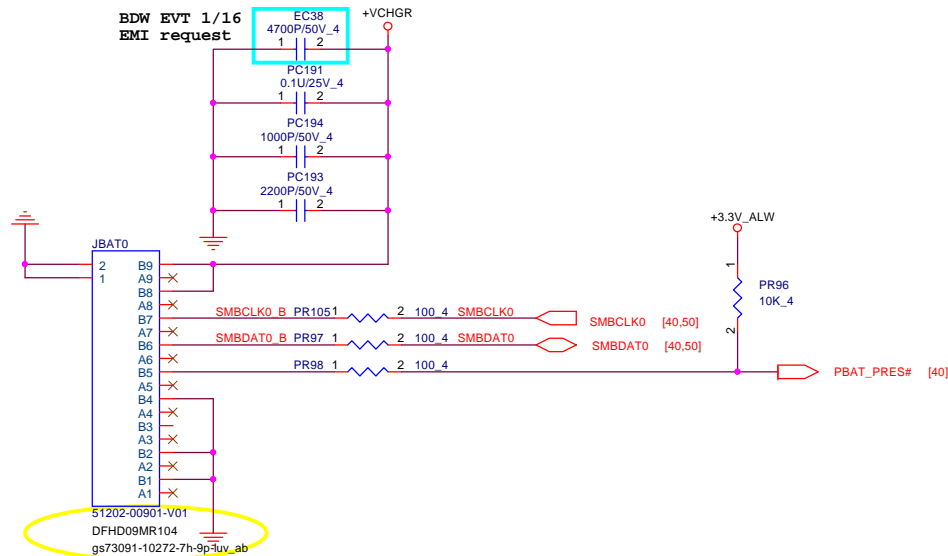 BDW EVT 1/16
EMI request
EC38
4700P/50V_4
1 2
+VCHGR
PC191
0.1U/25V_4
1 2
PC194
1000P/50V_4
1 2
PC193
2200P/50V_4
1 2
+3.3V_ALW
1
PR96
10K_4
2
JBAT0
2 B9
1 A9
B8
A8
B7 SMBCLK0_B PR105 1 2 100_4 SMBCLK0 SMBCLK0 [40,50]
A7
B6 SMBDAT0_B PR97 1 2 100_4 SMBDAT0 SMBDAT0 [40,50]
A6
B5 PR98 1 2 100_4 PBAT_PRES# [40]
A5
B4
A4
B3
A3
B2
A2
B1
A1
51202-00901-V01
DFHD09MR104
gs73091-10272-7h-9p-luv_ab